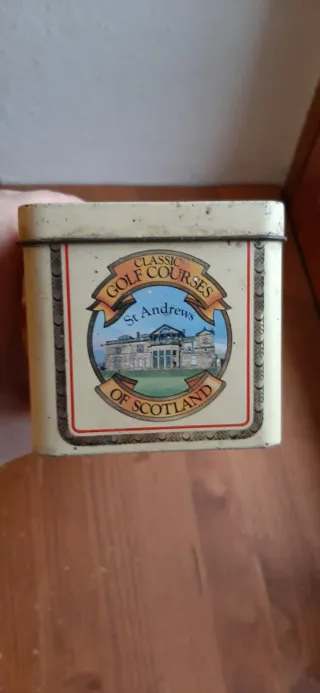 CLASSIC
GOLF COURSES
St Andrews
OF SCOTLAND